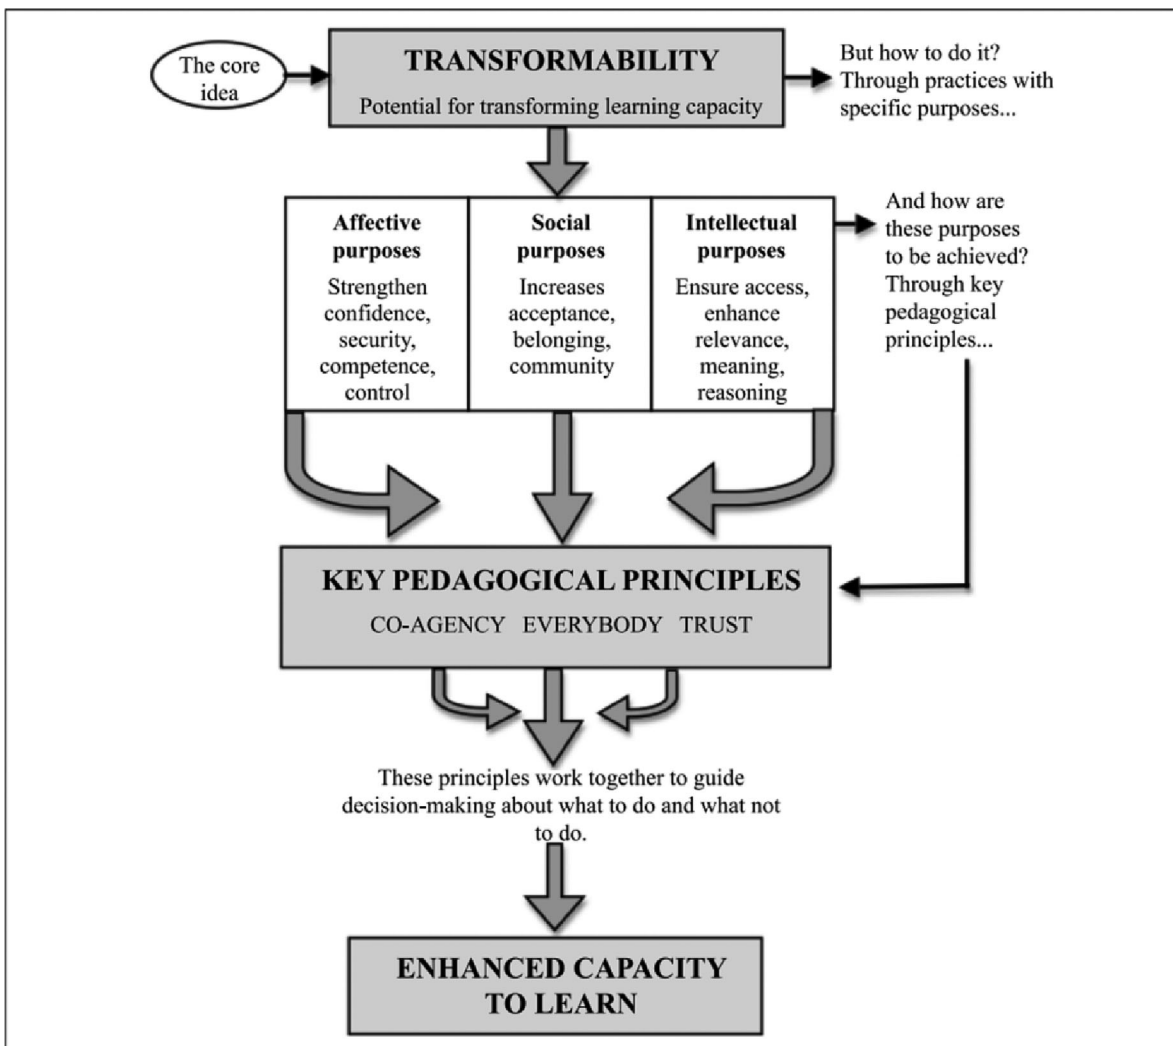 The core
idea
TRANSFORMABILITY
Potential for transforming learning capacity
But how to do it?
Through practices with
specific purposes...
Affective
purposes
Strengthen
confidence,
security,
competence,
control
Social
purposes
Increases
acceptance,
belonging,
community
Intellectual
purposes
Ensure access,
enhance
relevance,
meaning,
reasoning
And how are
these purposes
to be achieved?
Through key
pedagogical
principles...
KEY PEDAGOGICAL PRINCIPLES
CO-AGENCY EVERYBODY TRUST
These principles work together to guide
decision-making about what to do and what not
to do.
ENHANCED CAPACITY
TO LEARN